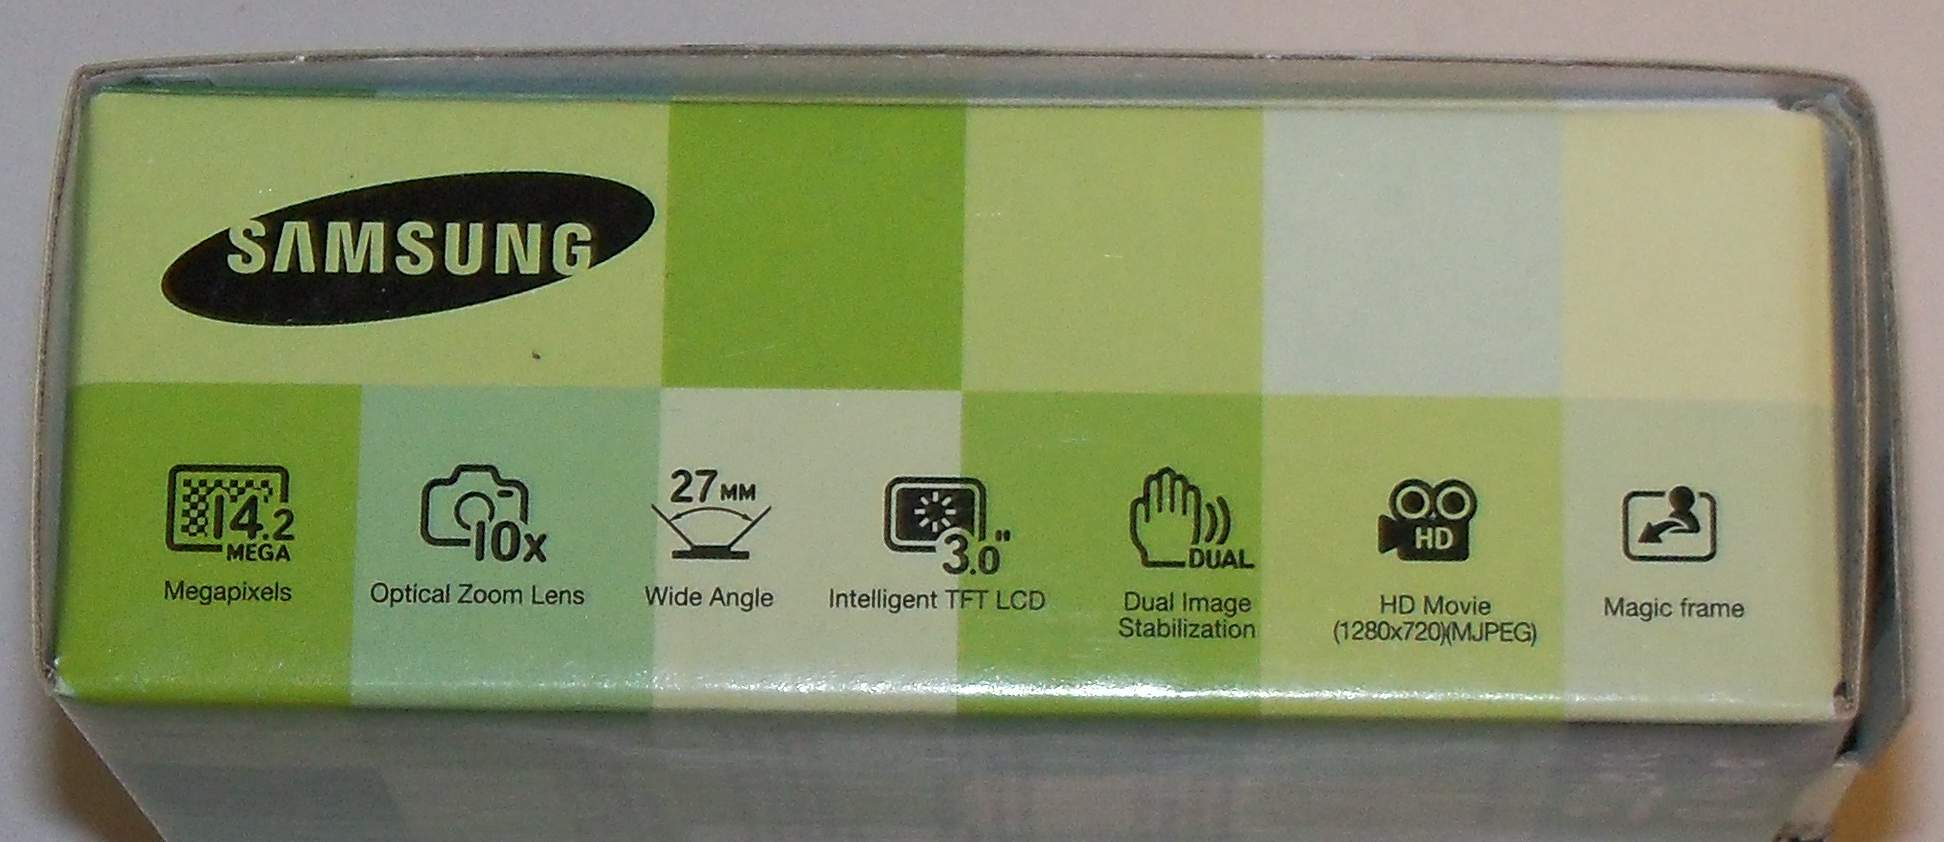 SAMSUNG
14.2
MEGA
Megapixels
10x
Optical Zoom Lens
27MM
Wide Angle
3.0"
Intelligent TFT LCD
DUAL
Dual Image
Stabilization
HD
HD Movie
(1280x720)(MJPEG)
Magic frame